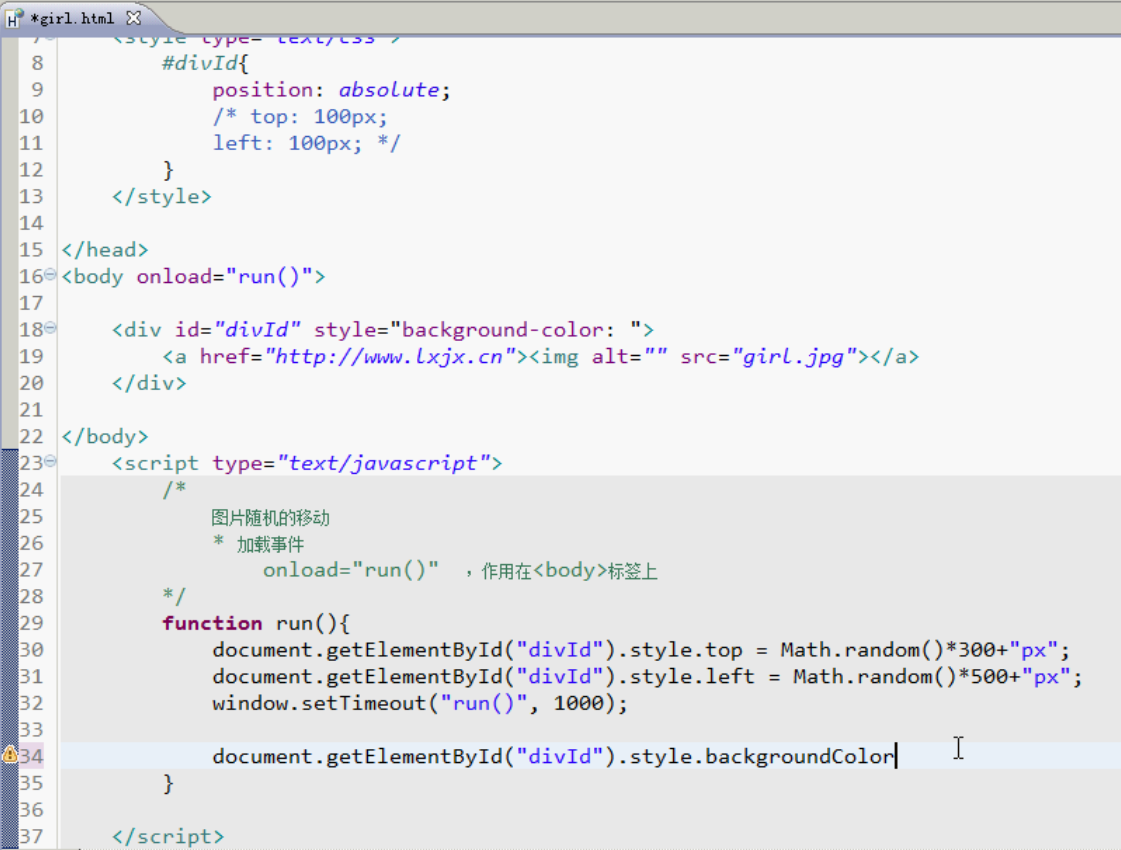 *girl.html
7 <style type="text/css">
8 #divId{
9 position: absolute;
10 /* top: 100px;
11 left: 100px; */
12 }
13 </style>
14
15 </head>
16 <body onload="run()">
17
18 <div id="divId" style="background-color: ">
19 <a href="http://www.lxjx.cn"><img alt="" src="girl.jpg"></a>
20 </div>
21
22 </body>
23 <script type="text/javascript">
24 /*
25 图片随机的移动
26 * 加载事件
27 onload="run()" ，作用在<body>标签上
28 */
29 function run(){
30 document.getElementById("divId").style.top = Math.random()*300+"px";
31 document.getElementById("divId").style.left = Math.random()*500+"px";
32 window.setTimeout("run()", 1000);
33
34 document.getElementById("divId").style.backgroundColor
35 }
36
37 </script>